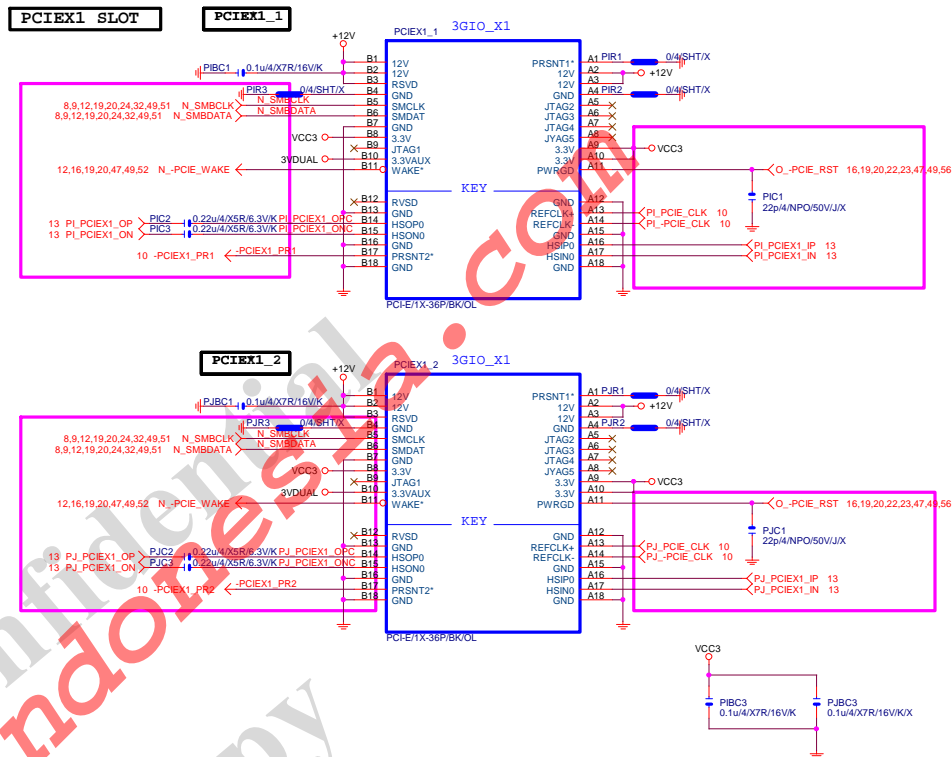 PCIEX1 SLOT
PCIEX1_1
+12V
PCIEX1_1
3GIO_X1
PIBC1 0.1u/4/X7R/16V/K
PIR3 0/4/SHT/X
8,9,12,19,20,24,32,49,51 N_SMBCLK N_SMBCLK
8,9,12,19,20,24,32,49,51 N_SMBDATA N_SMBDATA
VCC3
3VDUAL
12,16,19,20,47,49,52 N_-PCIE_WAKE
13 PI_PCIEX1_OP PIC2 0.22u/4/X5R/6.3V/K PI_PCIEX1_OPC
13 PI_PCIEX1_ON PIC3 0.22u/4/X5R/6.3V/K PI_PCIEX1_ONC
10 -PCIEX1_PR1 -PCIEX1_PR1
B1 12V
B2 12V
B3 RSVD
B4 GND
B5 SMCLK
B6 SMDAT
B7 GND
B8 3.3V
B9 JTAG1
B10 3.3VAUX
B11 WAKE*
KEY
B12 RVSD
B13 GND
B14 HSOP0
B15 HSON0
B16 GND
B17 PRSNT2*
B18 GND
PRSNT1* A1 PIR1 0/4/SHT/X
12V A2 +12V
12V A3
GND A4 PIR2 0/4/SHT/X
JTAG2 A5
JTAG3 A6
JTAG4 A7
JYAG5 A8
3.3V A9 VCC3
3.3V A10
PWRGD A11 O_-PCIE_RST 16,19,20,22,23,47,49,56
PIC1
22p/4/NPO/50V/J/X
GND A12
REFCLK+ A13 PI_PCIE_CLK 10
REFCLK- A14 PI_-PCIE_CLK 10
GND A15
HSIP0 A16 PI_PCIEX1_IP 13
HSIN0 A17 PI_PCIEX1_IN 13
GND A18
PCI-E/1X-36P/BK/OL
PCIEX1_2
+12V
PCIEX1_2
3GIO_X1
PJBC1 0.1u/4/X7R/16V/K
PJR3 0/4/SHT/X
8,9,12,19,20,24,32,49,51 N_SMBCLK N_SMBCLK
8,9,12,19,20,24,32,49,51 N_SMBDATA N_SMBDATA
VCC3
3VDUAL
12,16,19,20,47,49,52 N_-PCIE_WAKE
13 PJ_PCIEX1_OP PJC2 0.22u/4/X5R/6.3V/K PJ_PCIEX1_OPC
13 PJ_PCIEX1_ON PJC3 0.22u/4/X5R/6.3V/K PJ_PCIEX1_ONC
10 -PCIEX1_PR2 -PCIEX1_PR2
B1 12V
B2 12V
B3 RSVD
B4 GND
B5 SMCLK
B6 SMDAT
B7 GND
B8 3.3V
B9 JTAG1
B10 3.3VAUX
B11 WAKE*
KEY
B12 RVSD
B13 GND
B14 HSOP0
B15 HSON0
B16 GND
B17 PRSNT2*
B18 GND
PRSNT1* A1 PJR1 0/4/SHT/X
12V A2 +12V
12V A3
GND A4 PJR2 0/4/SHT/X
JTAG2 A5
JTAG3 A6
JTAG4 A7
JYAG5 A8
3.3V A9 VCC3
3.3V A10
PWRGD A11 O_-PCIE_RST 16,19,20,22,23,47,49,56
PJC1
22p/4/NPO/50V/J/X
GND A12
REFCLK+ A13 PJ_PCIE_CLK 10
REFCLK- A14 PJ_-PCIE_CLK 10
GND A15
HSIP0 A16 PJ_PCIEX1_IP 13
HSIN0 A17 PJ_PCIEX1_IN 13
GND A18
PCI-E/1X-36P/BK/OL
VCC3
PIBC3
0.1u/4/X7R/16V/K
PJBC3
0.1u/4/X7R/16V/K/X
nfidential
ndonesia.com
py